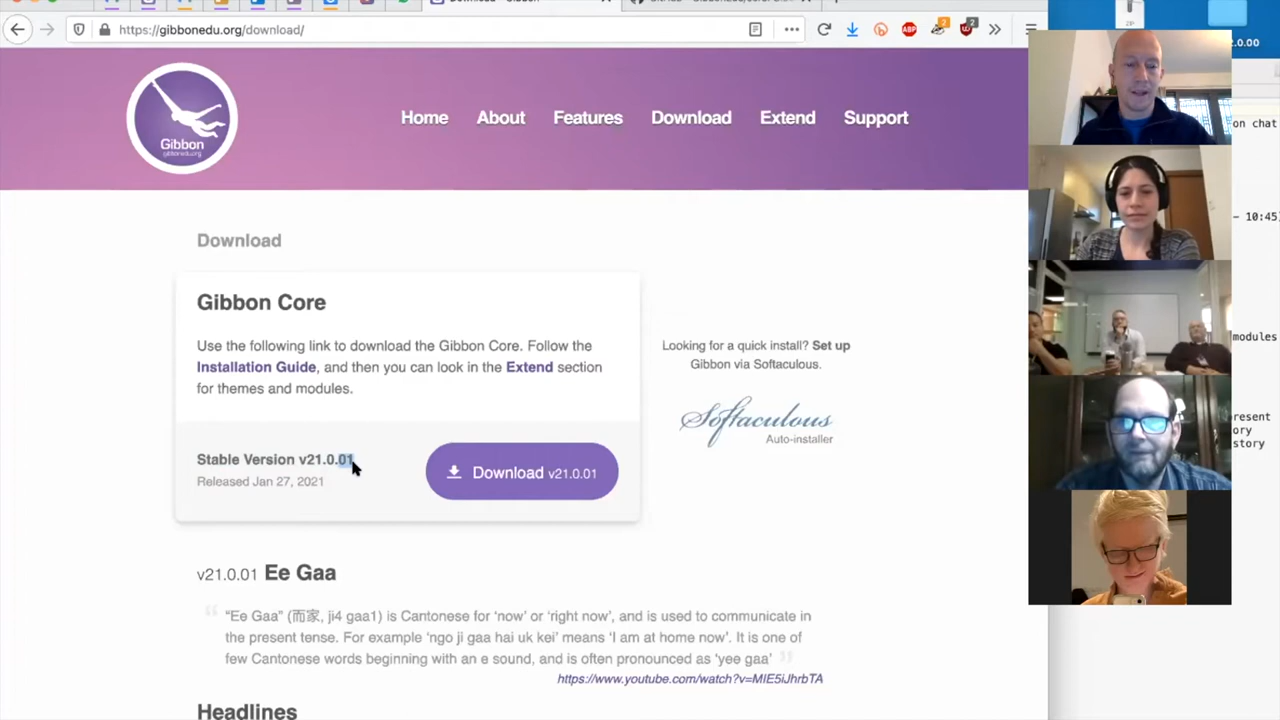 https://gibbonedu.org/download/
ABP
2
ZIP
0.00
Gibbon
gibbonedu.org
Home
About
Features
Download
Extend
Support
on chat
Download
Gibbon Core
Use the following link to download the Gibbon Core. Follow the
Installation Guide, and then you can look in the Extend section
for themes and modules.
Looking for a quick install? Set up
Gibbon via Softaculous.
Softaculous
Auto-installer
Stable Version v21.0.01
Released Jan 27, 2021
Download v21.0.01
– 10:45
modules
resent
ory
story
v21.0.01 Ee Gaa
“Ee Gaa” (而家, ji4 gaa1) is Cantonese for ‘now’ or ‘right now’, and is used to communicate in
the present tense. For example ‘ngo ji gaa hai uk kei’ means ‘I am at home now’. It is one of
few Cantonese words beginning with an e sound, and is often pronounced as ‘yee gaa’
https://www.youtube.com/watch?v=MIE5iJhrbTA
Headlines